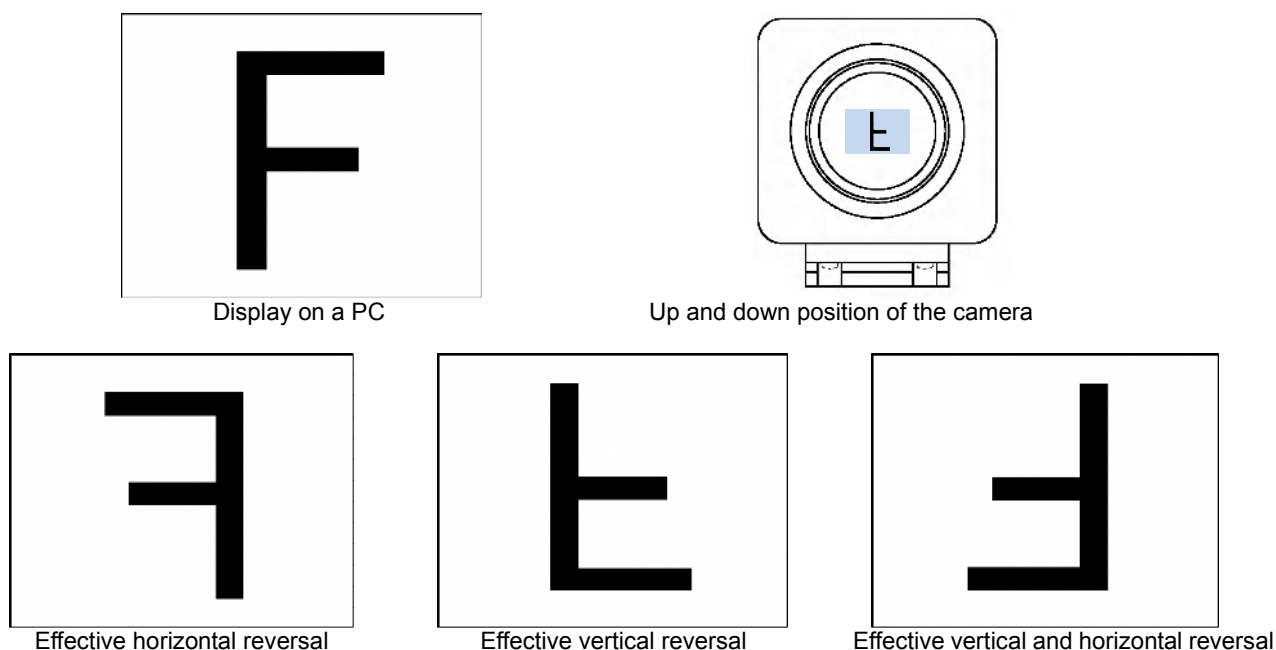 F
Display on a PC
Up and down position of the camera
Effective horizontal reversal
Effective vertical reversal
Effective vertical and horizontal reversal